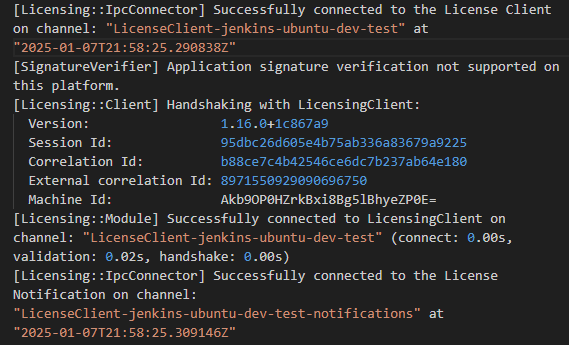 [Licensing::IpcConnector] Successfully connected to the License Client
on channel: "LicenseClient-jenkins-ubuntu-dev-test" at
"2025-01-07T21:58:25.290838Z"
[SignatureVerifier] Application signature verification not supported on
this platform.
[Licensing::Client] Handshaking with LicensingClient:
  Version:                 1.16.0+1c867a9
  Session Id:              95dbc26d605e4b75ab336a83679a9225
  Correlation Id:          b88ce7c4b42546ce6dc7b237ab64e180
  External correlation Id: 8971550929090696750
  Machine Id:              Akb9OP0HZrkBxi8Bg5lBhyeZP0E=
[Licensing::Module] Successfully connected to LicensingClient on
channel: "LicenseClient-jenkins-ubuntu-dev-test" (connect: 0.00s,
validation: 0.02s, handshake: 0.00s)
[Licensing::IpcConnector] Successfully connected to the License
Notification on channel:
"LicenseClient-jenkins-ubuntu-dev-test-notifications" at
"2025-01-07T21:58:25.309146Z"